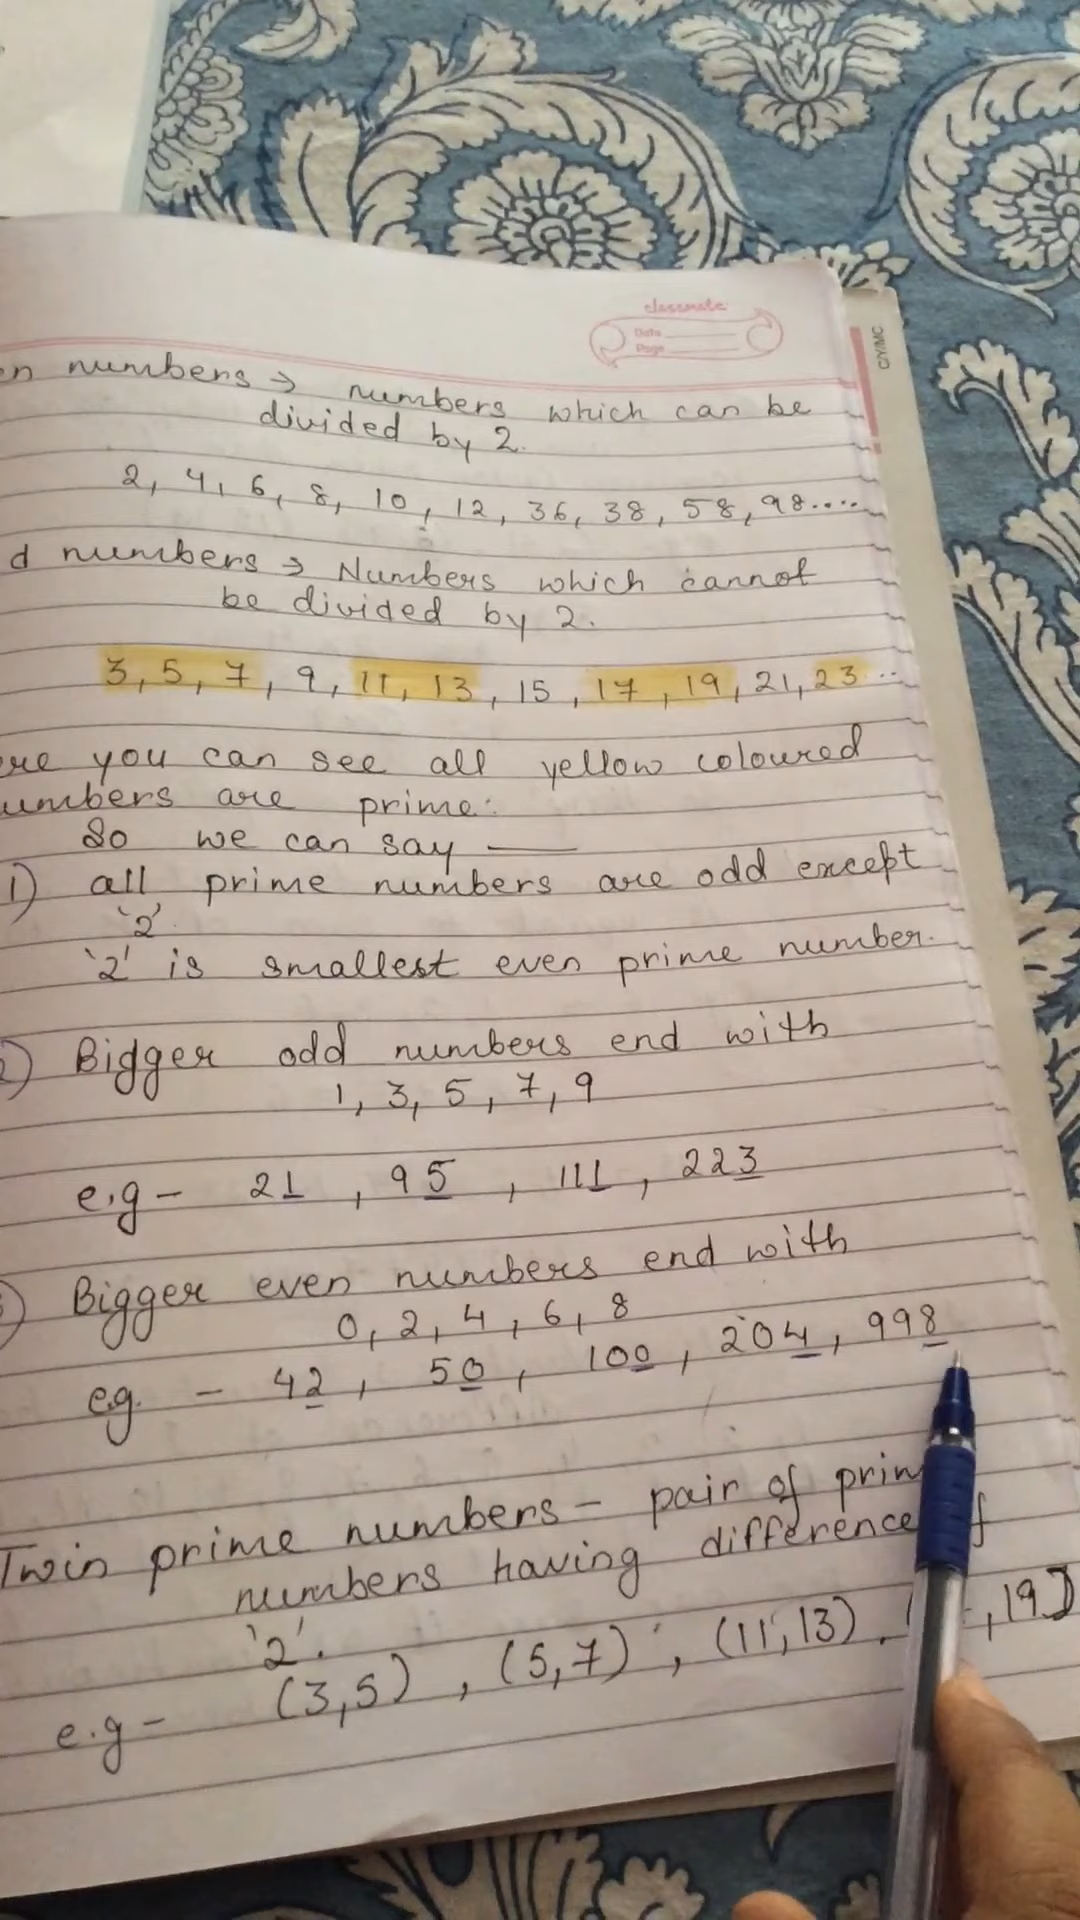 classmate
Date
Page
C/Y/MC
en numbers → numbers which can be
divided by 2.
2, 4, 6, 8, 10, 12, 36, 38, 58, 98....
d numbers → Numbers which cannot
be divided by 2.
3, 5, 7, 9, 11, 13, 15, 17, 19, 21, 23 ..
ere you can see all yellow coloured
umbers are prime.
So we can say —
1) all prime numbers are odd except
'2'.
'2' is smallest even prime number.
2) Bigger odd numbers end with
1, 3, 5, 7, 9
e.g - 21, 95, 111, 223
) Bigger even numbers end with
0, 2, 4, 6, 8
e.g. - 42, 50, 100, 204, 998
Twin prime numbers - pair of prim
numbers having difference f
'2'.
e.g - (3,5), (5,7), (11,13). ( ,19)